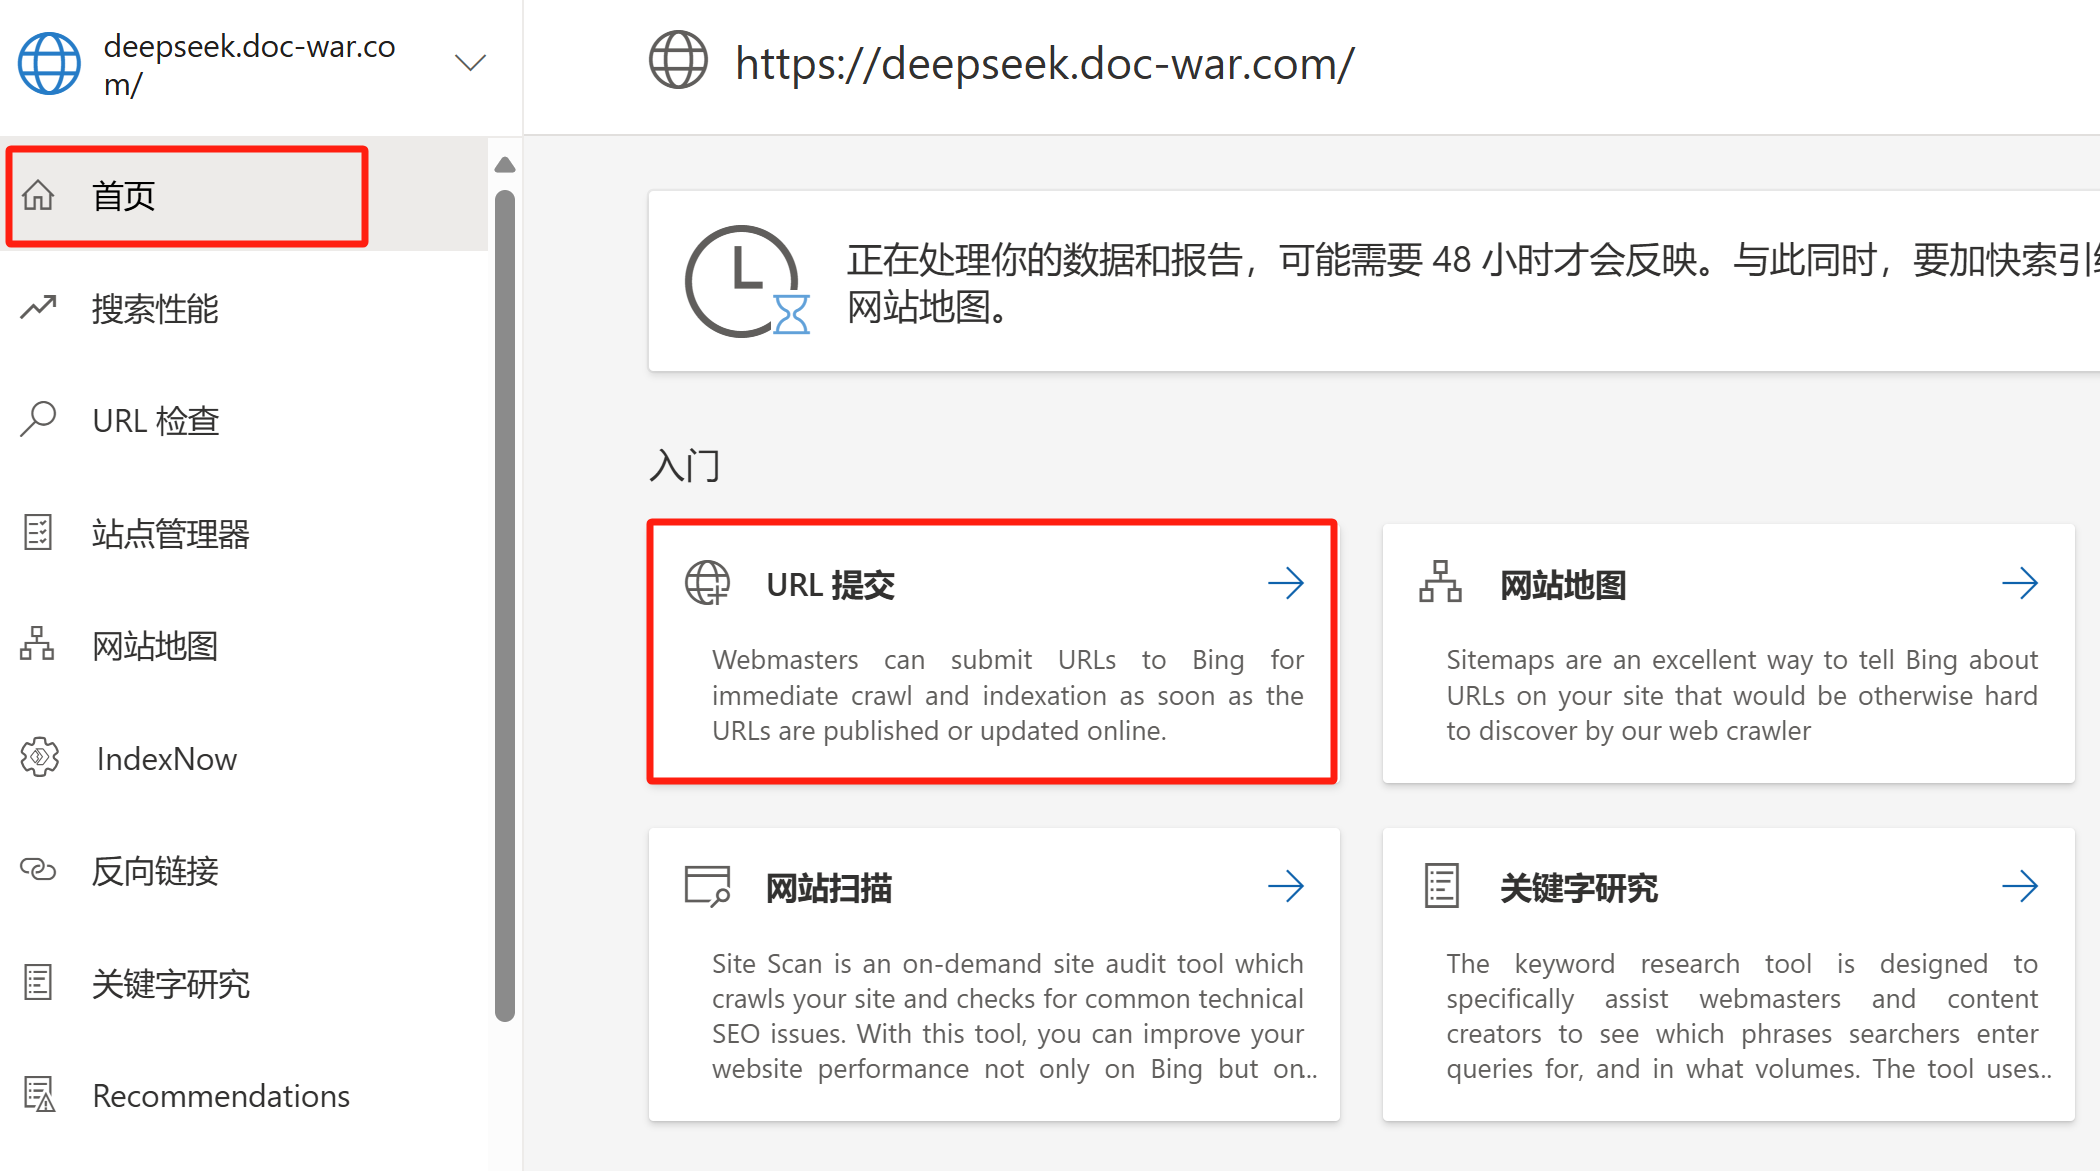 deepseek.doc-war.co
m/
首页
搜索性能
URL 检查
站点管理器
网站地图
IndexNow
反向链接
关键字研究
Recommendations
https://deepseek.doc-war.com/
正在处理你的数据和报告，可能需要 48 小时才会反映。与此同时，要加快索引
网站地图。
入门
URL 提交
Webmasters can submit URLs to Bing for
immediate crawl and indexation as soon as the
URLs are published or updated online.
网站地图
Sitemaps are an excellent way to tell Bing about
URLs on your site that would be otherwise hard
to discover by our web crawler
网站扫描
Site Scan is an on-demand site audit tool which
crawls your site and checks for common technical
SEO issues. With this tool, you can improve your
website performance not only on Bing but on...
关键字研究
The keyword research tool is designed to
specifically assist webmasters and content
creators to see which phrases searchers enter
queries for, and in what volumes. The tool uses...